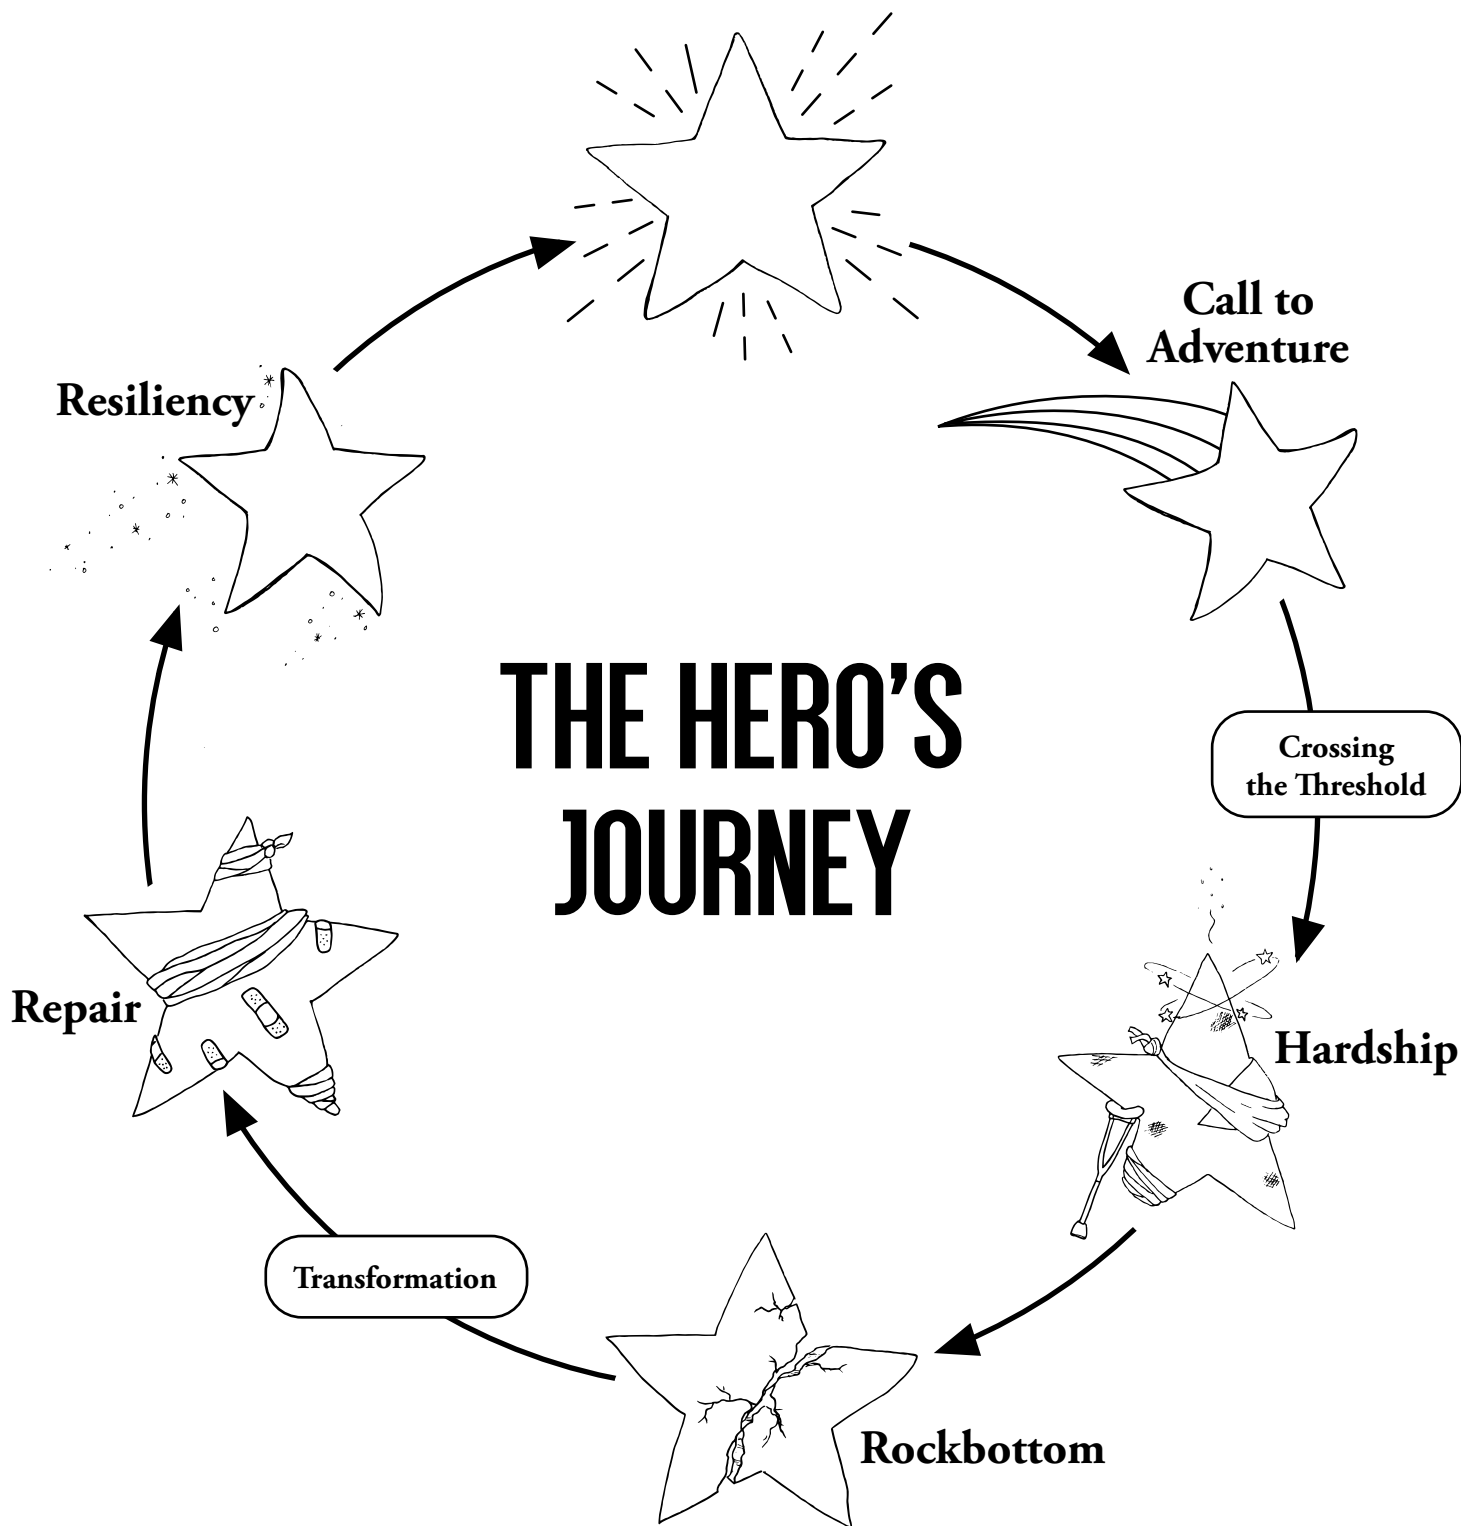 Call to
Adventure
Resiliency
THE HERO’S
JOURNEY
Crossing
the Threshold
Repair
Hardship
Transformation
Rockbottom